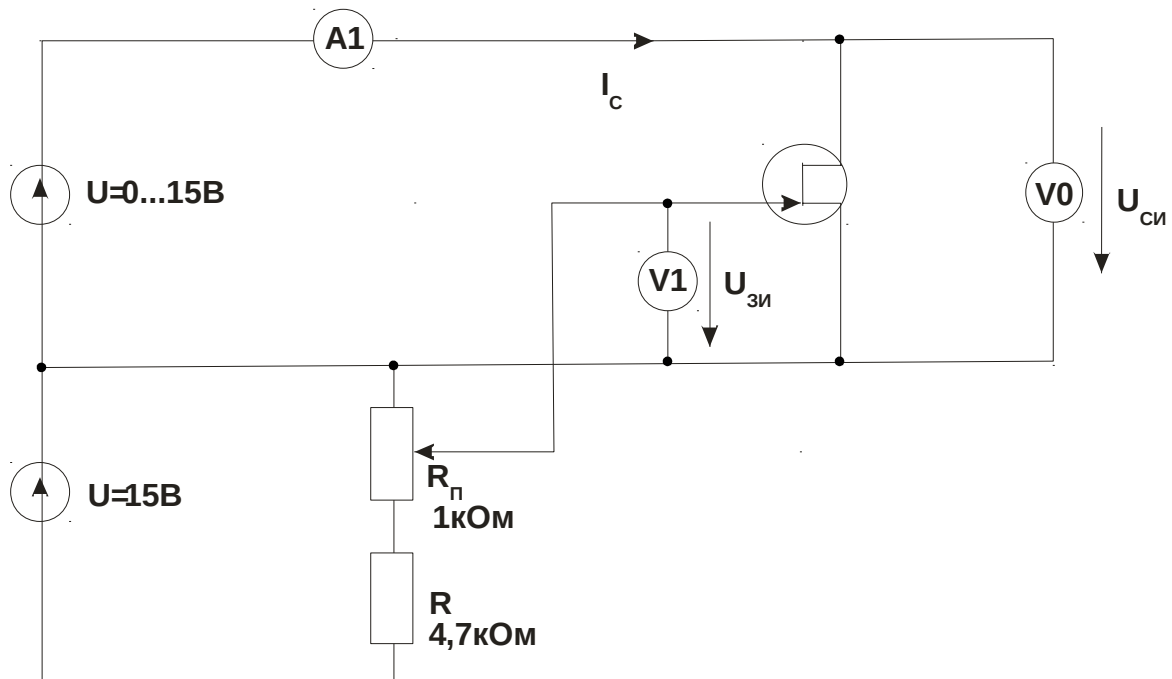 A1
I С
U=0...15В
V0
U СИ
V1
U ЗИ
U=15В
R П
1кОм
R
4,7кОм